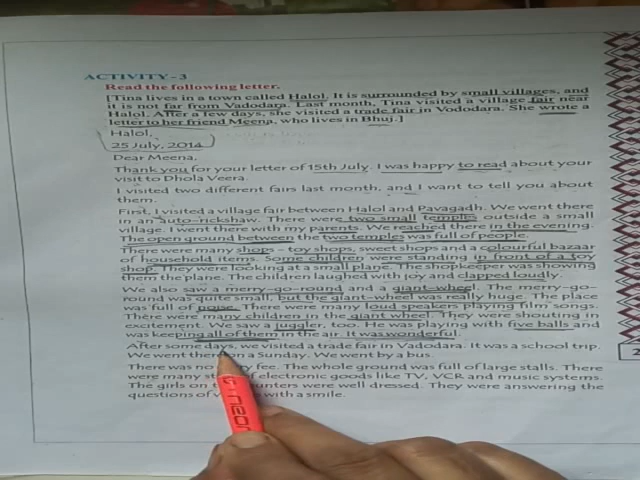 ACTIVITY - 3
Read the following letter.
[Tina lives in a town called Halol. It is surrounded by small villages, and
it is not far from Vadodara. Last month, Tina visited a village fair near
Halol. After a few days, she visited a trade fair in Vododara. She wrote a
letter to her friend Meena, who lives in Bhuj.]
Halol,
25 July, 2014
Dear Meena,
Thank you for your letter of 15th July. I was happy to read about your
visit to Dhola Veera.
I visited two different fairs last month, and I want to tell you about
them.
First, I visited a village fair between Halol and Pavagadh. We went there
in an auto-rickshaw. There were two small temples outside a small
village. I went there with my parents. We reached there in the evening.
The open ground between the two temples was full of people.
There were many shops - toy shops, sweet shops and a colourful bazaar
of household items. Some children were standing in front of a toy
shop. They were looking at a small plane. The shopkeeper was showing
them the plane. The children laughed with joy and clapped loudly.
We also saw a merry-go-round and a giant-wheel. The merry-go-
round was quite small, but the giant-wheel was really huge. The place
was full of noise. There were many loud speakers playing film songs.
There were many children in the giant wheel. They were shouting in
excitement. We saw a juggler, too. He was playing with five balls and
was keeping all of them in the air. It was wonderful.
After some days, we visited a trade fair in Vadodara. It was a school trip.
We went there on a Sunday. We went by a bus.
There was no fee. The whole ground was full of large stalls. There
were many of electronic goods like TV, VCR and music systems.
The girls on were well dressed. They were answering the
questions of with a smile.